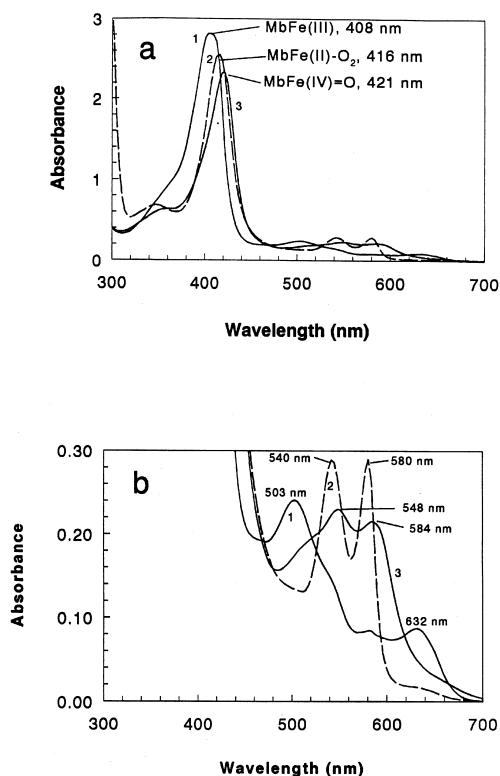 a
1
2
3
MbFe(III), 408 nm
MbFe(II)-O₂, 416 nm
MbFe(IV)=O, 421 nm
3
2
1
0
Absorbance
300 400 500 600 700
Wavelength (nm)
b
540 nm
580 nm
503 nm
548 nm
584 nm
632 nm
1
2
3
0.30
0.20
0.10
0.00
Absorbance
300 400 500 600 700
Wavelength (nm)